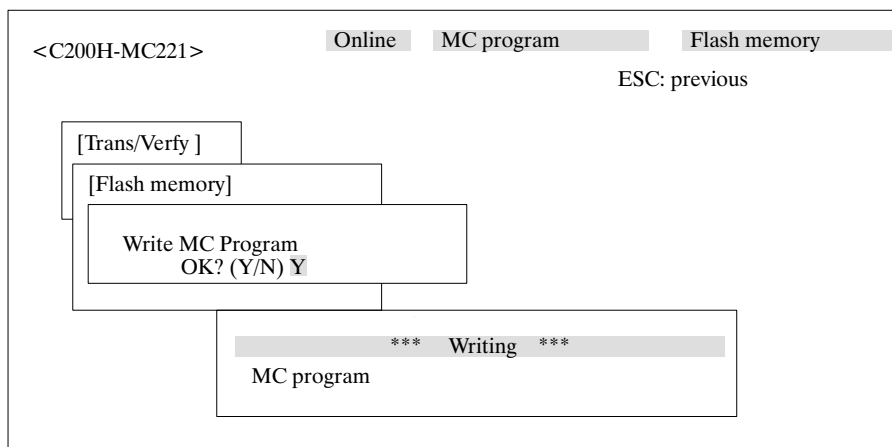 <C200H-MC221> Online MC program Flash memory
ESC: previous
[Trans/Verfy ]
[Flash memory]
Write MC Program
OK? (Y/N) Y
*** Writing ***
MC program